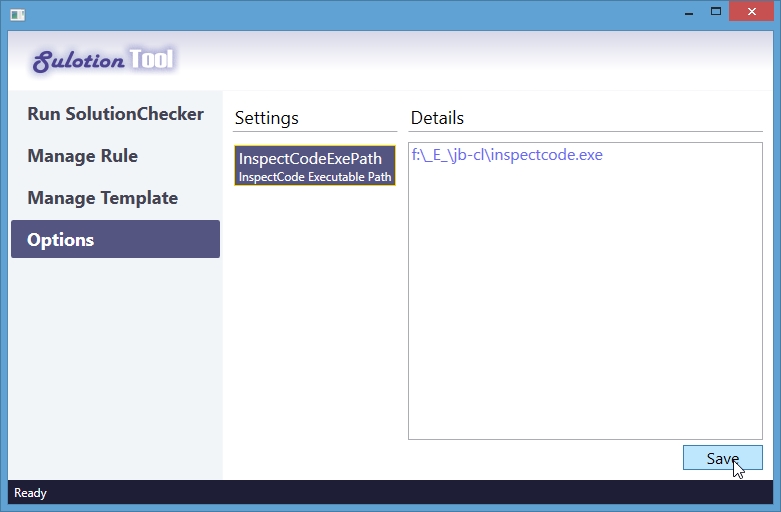 Sulotion Tool
Run SolutionChecker
Manage Rule
Manage Template
Options
Settings
InspectCodeExePath
InspectCode Executable Path
Details
f:\_E_\jb-cl\inspectcode.exe
Save
Ready